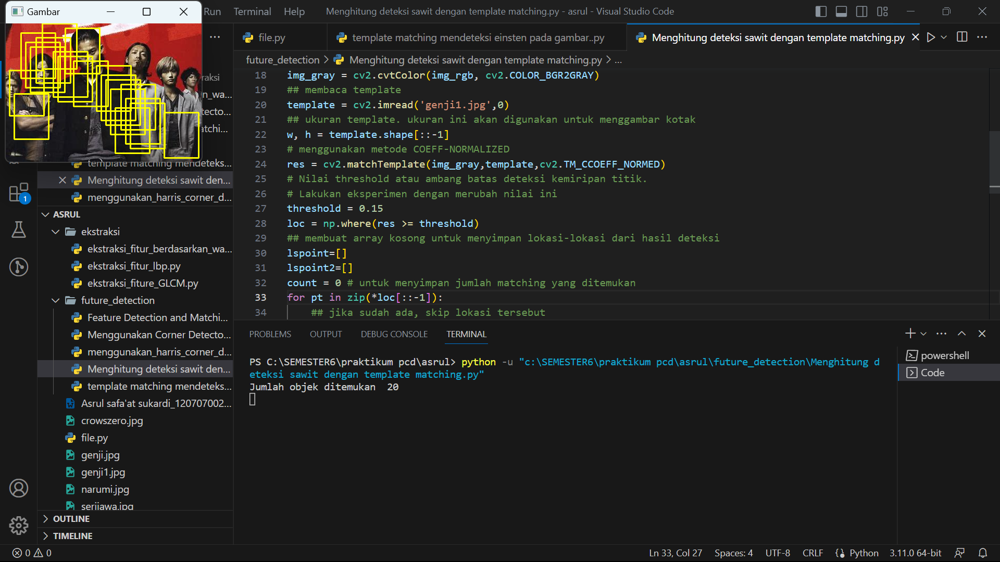 Gambar
Run Terminal Help
Menghitung deteksi sawit dengan template matching.py - asrul - Visual Studio Code
file.py
template matching mendeteksi einsten pada gambar..py
Menghitung deteksi sawit dengan template matching.py
future_detection > Menghitung deteksi sawit dengan template matching.py > ...
raksi
n_wa...
tecto...
atchi...
template matching mendeteks...
Menghitung deteksi sawit den...
menggunakan_harris_corner_d...
1
ASRUL
ekstraksi
ekstraksi_fitur_berdasarkan_wa...
ekstraksi_fitur_lbp.py
ekstraksi_fiture_GLCM.py
future_detection
Feature Detection and Matchi...
Menggunakan Corner Detecto...
menggunakan_harris_corner_d...
Menghitung deteksi sawit den...
template matching mendeteks...
Asrul safa'at sukardi_120707002...
crowszero.jpg
file.py
genji.jpg
genji1.jpg
narumi.jpg
serijawa.jpg
OUTLINE
TIMELINE
18 img_gray = cv2.cvtColor(img_rgb, cv2.COLOR_BGR2GRAY)
19 ## membaca template
20 template = cv2.imread('genji1.jpg',0)
21 ## ukuran template. ukuran ini akan digunakan untuk menggambar kotak
22 w, h = template.shape[::-1]
23 # menggunakan metode COEFF-NORMALIZED
24 res = cv2.matchTemplate(img_gray,template,cv2.TM_CCOEFF_NORMED)
25 # Nilai threshold atau ambang batas deteksi kemiripan titik.
26 # Lakukan eksperimen dengan merubah nilai ini
27 threshold = 0.15
28 loc = np.where(res >= threshold)
29 ## membuat array kosong untuk menyimpan lokasi-lokasi dari hasil deteksi
30 lspoint=[]
31 lspoint2=[]
32 count = 0 # untuk menyimpan jumlah matching yang ditemukan
33 for pt in zip(*loc[::-1]):
34 ## jika sudah ada, skip lokasi tersebut
PROBLEMS OUTPUT DEBUG CONSOLE TERMINAL
PS C:\SEMESTER6\praktikum pcd\asrul> python -u "c:\SEMESTER6\praktikum pcd\asrul\future_detection\Menghitung d
eteksi sawit dengan template matching.py"
Jumlah objek ditemukan  20
powershell
Code
0 0
Ln 33, Col 27 Spaces: 4 UTF-8 CRLF Python 3.11.0 64-bit